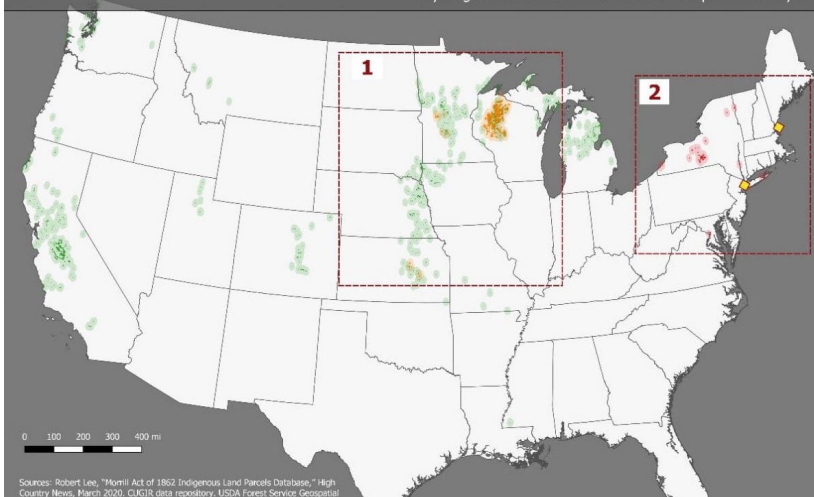 1
2
0 100 200 300 400 mi
Sources: Robert Lee, "Morrill Act of 1862 Indigenous Land Parcels Database," High
Country News, March 2020. CUGIR data repository. USDA Forest Service Geospatial